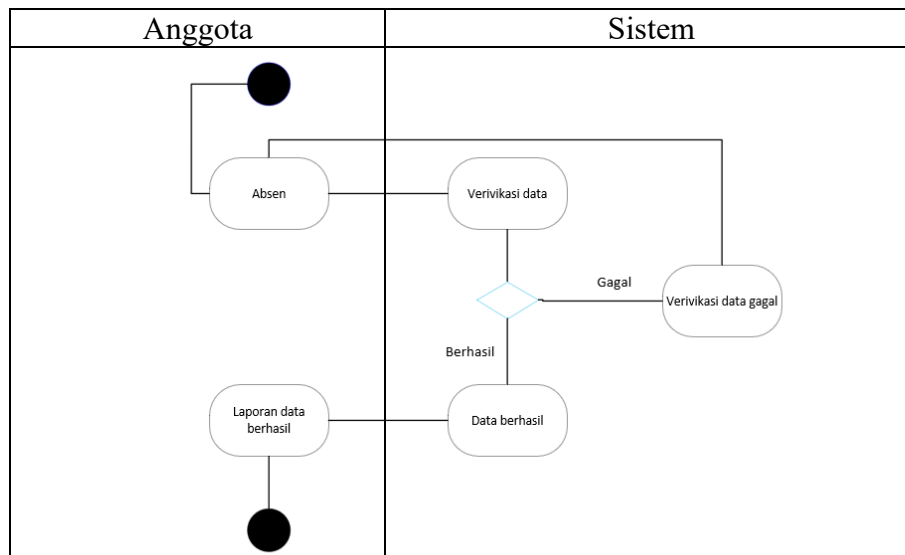 Anggota
Sistem
Absen
Verivikasi data
Gagal
Verivikasi data gagal
Berhasil
Laporan data
berhasil
Data berhasil